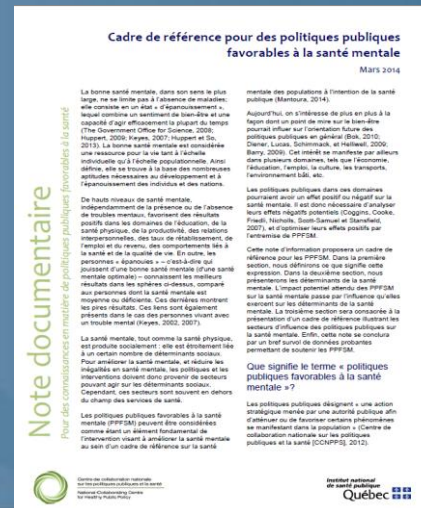 Cadre de référence pour des politiques publiques
favorables à la santé mentale
Mars 2014
Note documentaire
Pour des connaissances en matière de politiques publiques favorables à la santé
La bonne santé mentale, dans son sens le plus
large, ne se limite pas à l'absence de maladies;
elle consiste en un état « d'épanouissement »,
lequel combine un sentiment de bien-être et une
capacité d'agir efficacement la plupart du temps
(The Government Office for Science, 2008;
Huppert, 2009; Keyes, 2007; Huppert et So,
2013). La bonne santé mentale est considérée
une ressource pour la vie tant à l'échelle
individuelle qu'à l'échelle populationnelle. Ainsi
définie, elle se trouve à la base des nombreuses
aptitudes nécessaires au développement et à
l'épanouissement des individus et des nations.
De hauts niveaux de santé mentale,
indépendamment de la présence ou de l'absence
de troubles mentaux, favorisent des résultats
positifs dans les domaines de l'éducation, de la
santé physique, de la productivité, des relations
interpersonnelles, des taux de rétablissement, de
l'emploi et du revenu, des comportements liés à
la santé et de la qualité de vie. En outre, les
personnes « épanouies » – c'est-à-dire qui
jouissent d'une bonne santé mentale (d'une santé
mentale optimale) – connaissent les meilleurs
résultats dans les sphères ci-dessus, comparé
aux personnes dont la santé mentale est
moyenne ou déficiente. Ces dernières montrent
les pires résultats. Ces liens sont également
présents dans le cas des personnes vivant avec
un trouble mental (Keyes, 2002, 2007).
La santé mentale, tout comme la santé physique,
est produite socialement : elle est étroitement liée
à un certain nombre de déterminants sociaux.
Pour améliorer la santé mentale, et réduire les
inégalités en santé mentale, les politiques et les
interventions doivent donc provenir de secteurs
pouvant agir sur les déterminants sociaux.
Cependant, ces secteurs sont souvent en dehors
du champ des services de santé.
Les politiques publiques favorables à la santé
mentale (PPFSM) peuvent être considérées
comme étant un élément fondamental de
l'intervention visant à améliorer la santé mentale
au sein d'un cadre de référence sur la santé
mentale des populations à l'intention de la santé
publique (Mantoura, 2014).
Aujourd'hui, on s'intéresse de plus en plus à la
façon dont un point de mire sur le bien-être
pourrait influer sur l'orientation future des
politiques publiques en général (Bok, 2010;
Diener, Lucas, Schimmack, et Helliwell, 2009;
Barry, 2009). Cet intérêt se manifeste par ailleurs
dans plusieurs domaines, tels que l'économie,
l'éducation, l'emploi, la culture, les transports,
l'environnement bâti, etc.
Les politiques publiques dans ces domaines
pourraient avoir un effet positif ou négatif sur la
santé mentale. Il est donc nécessaire d'analyser
leurs effets négatifs potentiels (Coggins, Cooke,
Friedli, Nicholls, Scott-Samuel et Stansfield,
2007), et d'optimiser leurs effets positifs par
l'entremise de PPFSM.
Cette note d'information proposera un cadre de
référence pour les PPFSM. Dans la première
section, nous définirons ce que signifie cette
expression. Dans la deuxième section, nous
présenterons les déterminants de la santé
mentale. L'impact potentiel attendu des PPFSM
sur la santé mentale passe par l'influence qu'elles
exercent sur les déterminants de la santé
mentale. La troisième section sera consacrée à la
présentation d'un cadre de référence illustrant les
secteurs d'influence des politiques publiques sur
la santé mentale. Enfin, cette note se conclura
par un bref survol de données probantes
permettant de soutenir les PPFSM.
Que signifie le terme « politiques
publiques favorables à la santé
mentale »?
Les politiques publiques désignent « une action
stratégique menée par une autorité publique afin
d'atténuer ou de favoriser certains phénomènes
se manifestant dans la population » (Centre de
collaboration nationale sur les politiques
publiques et la santé [CCNPPS], 2012).
Centre de collaboration nationale
sur les politiques publiques et la santé
National Collaborating Centre
for Healthy Public Policy
Institut national
de santé publique
Québec